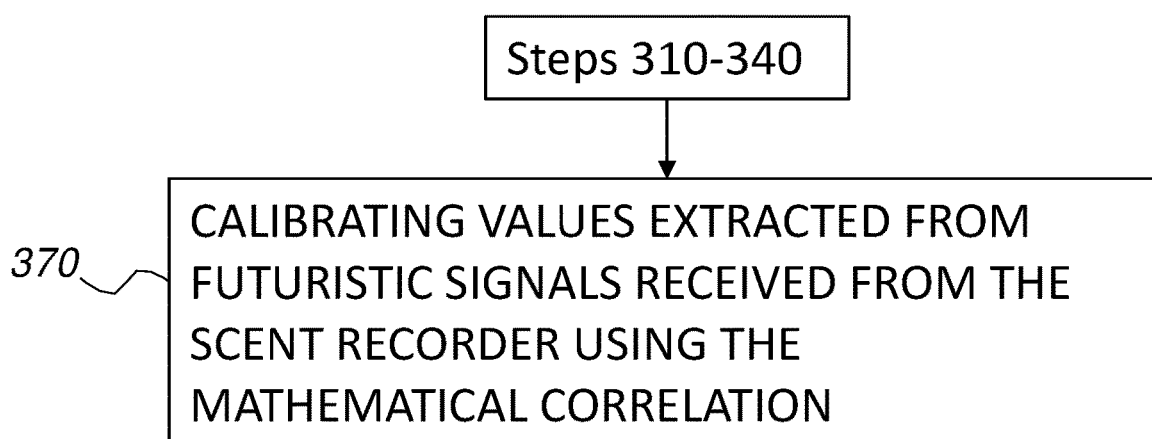 Steps 310-340
CALIBRATING VALUES EXTRACTED FROM
370
FUTURISTIC SIGNALS RECEIVED FROM THE
SCENT RECORDER USING THE
MATHEMATICAL CORRELATION